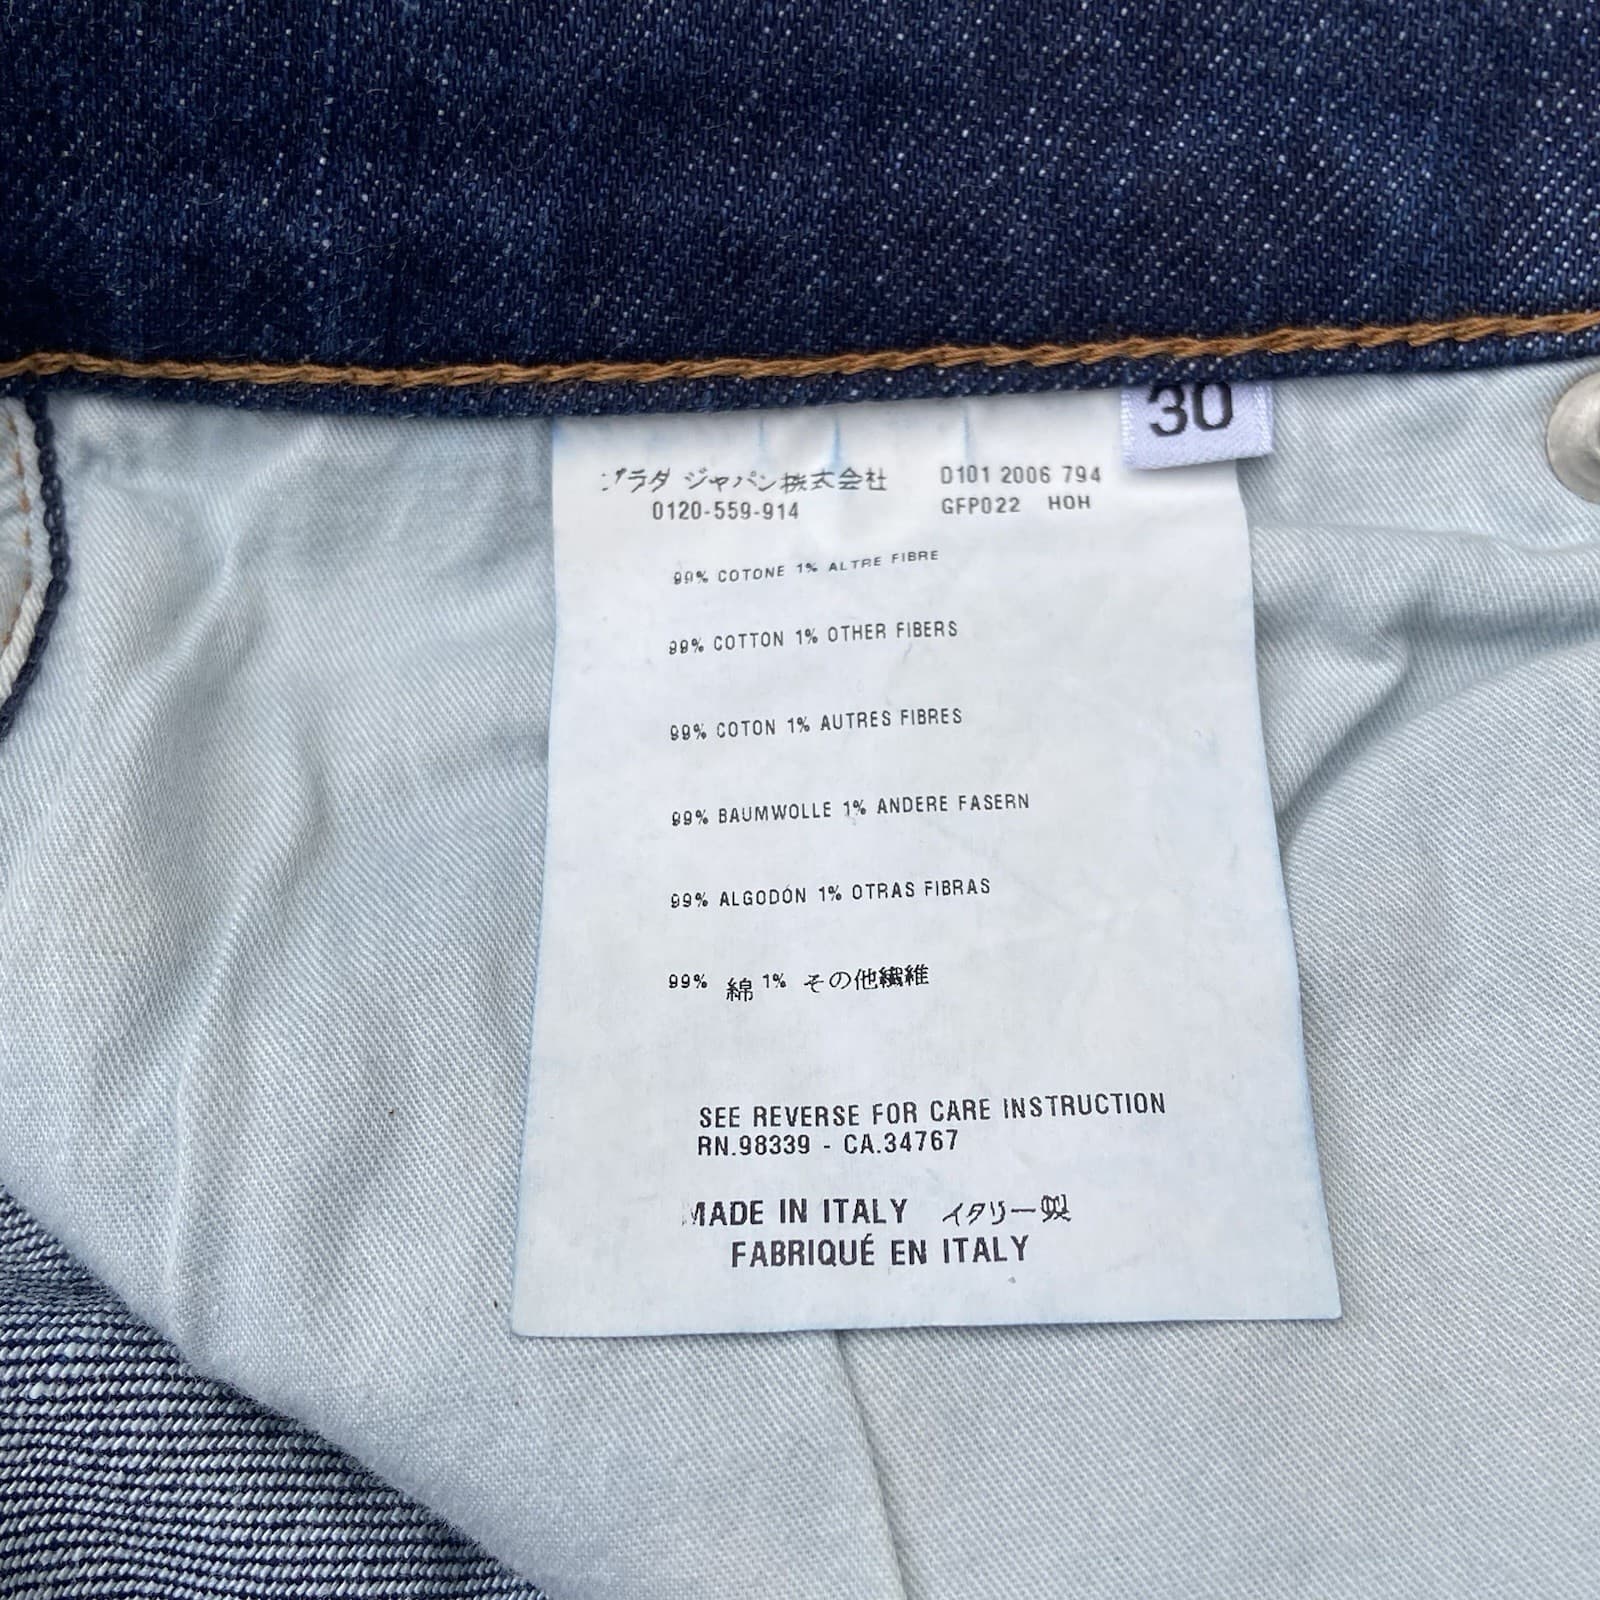 30
プラダ ジャパン株式会社 D101 2006 794
0120-559-914 GFP022 HOH
99% COTONE 1% ALTRE FIBRE
99% COTTON 1% OTHER FIBERS
99% COTON 1% AUTRES FIBRES
99% BAUMWOLLE 1% ANDERE FASERN
99% ALGODÓN 1% OTRAS FIBRAS
99% 綿 1% その他繊維
SEE REVERSE FOR CARE INSTRUCTION
RN.98339 - CA.34767
MADE IN ITALY イタリー製
FABRIQUÉ EN ITALY